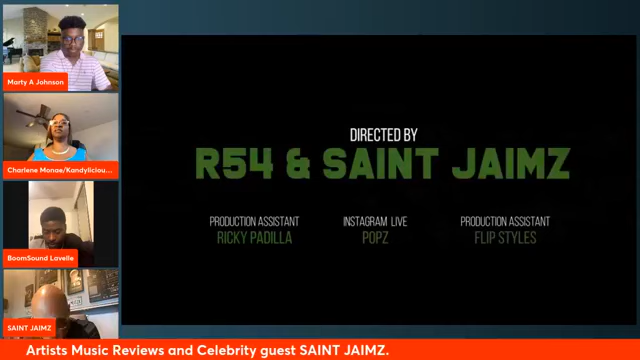 Marty A Johnson
Charlene Monae/Kandyliciou...
BoomSound Lavelle
SAINT JAIMZ
DIRECTED BY
R54 & SAINT JAIMZ
PRODUCTION ASSISTANT
RICKY PADILLA
INSTAGRAM LIVE
POPZ
PRODUCTION ASSISTANT
FLIP STYLES
Artists Music Reviews and Celebrity guest SAINT JAIMZ.